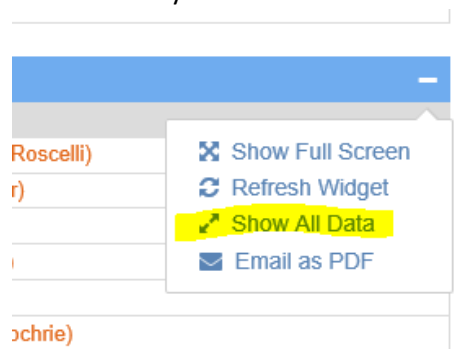 Roscelli) Show Full Screen
r) Refresh Widget
Show All Data
) Email as PDF
ochrie)